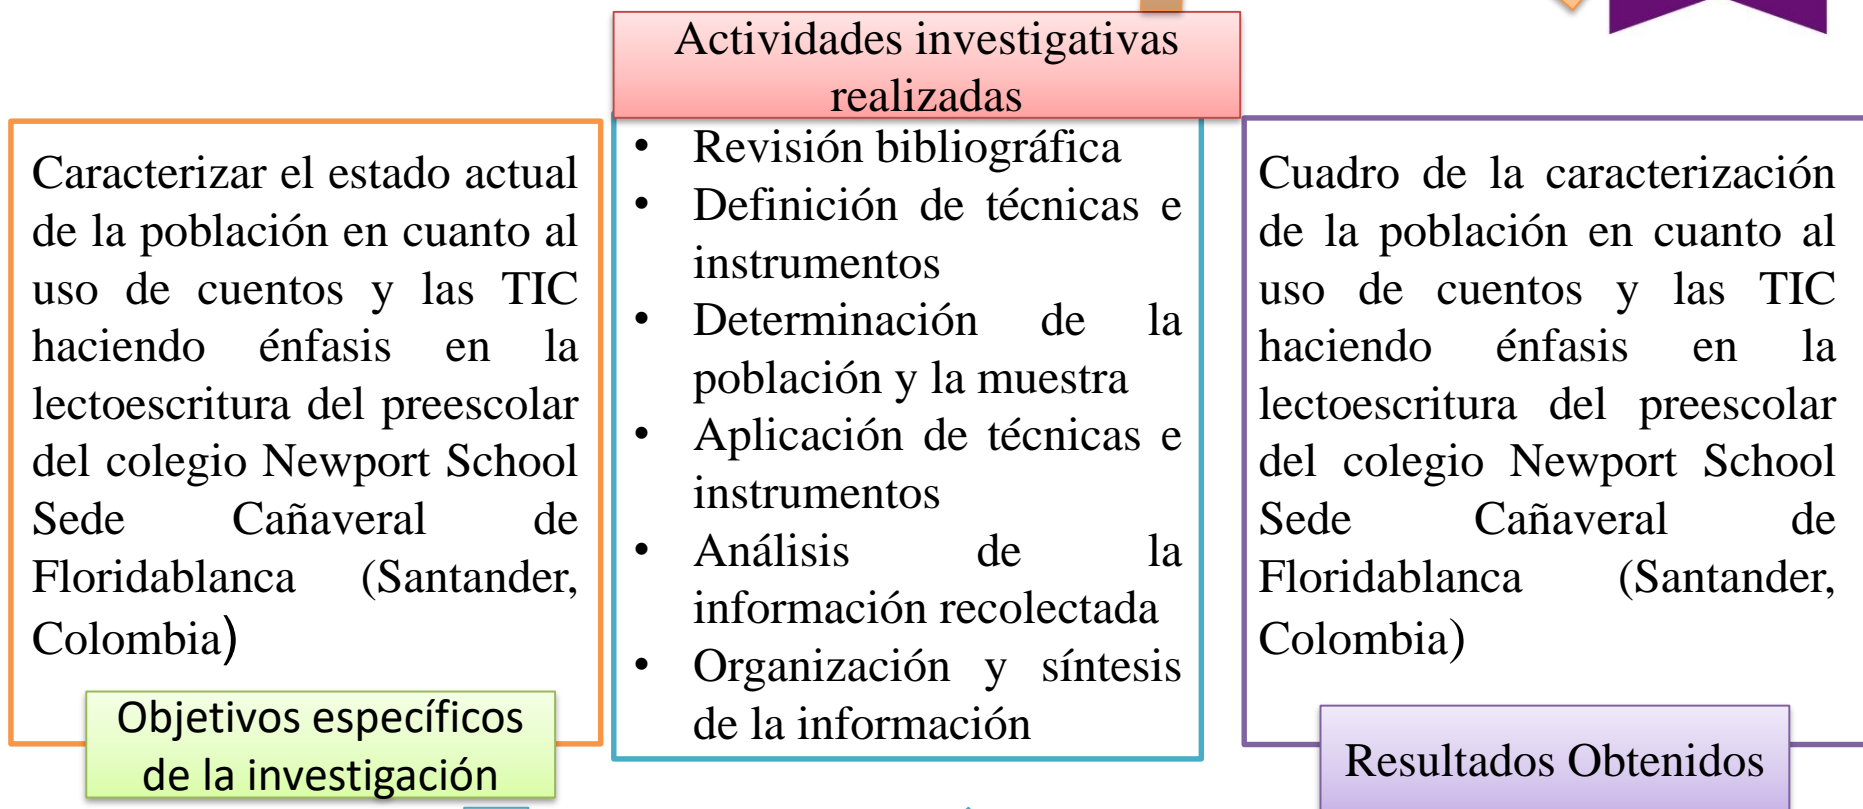 Actividades investigativas
realizadas
Caracterizar el estado actual
de la población en cuanto al
uso de cuentos y las TIC
haciendo énfasis en la
lectoescritura del preescolar
del colegio Newport School
Sede Cañaveral de
Floridablanca (Santander,
Colombia)
Objetivos específicos
de la investigación
• Revisión bibliográfica
• Definición de técnicas e
instrumentos
• Determinación de la
población y la muestra
• Aplicación de técnicas e
instrumentos
• Análisis de la
información recolectada
• Organización y síntesis
de la información
Cuadro de la caracterización
de la población en cuanto al
uso de cuentos y las TIC
haciendo énfasis en la
lectoescritura del preescolar
del colegio Newport School
Sede Cañaveral de
Floridablanca (Santander,
Colombia)
Resultados Obtenidos